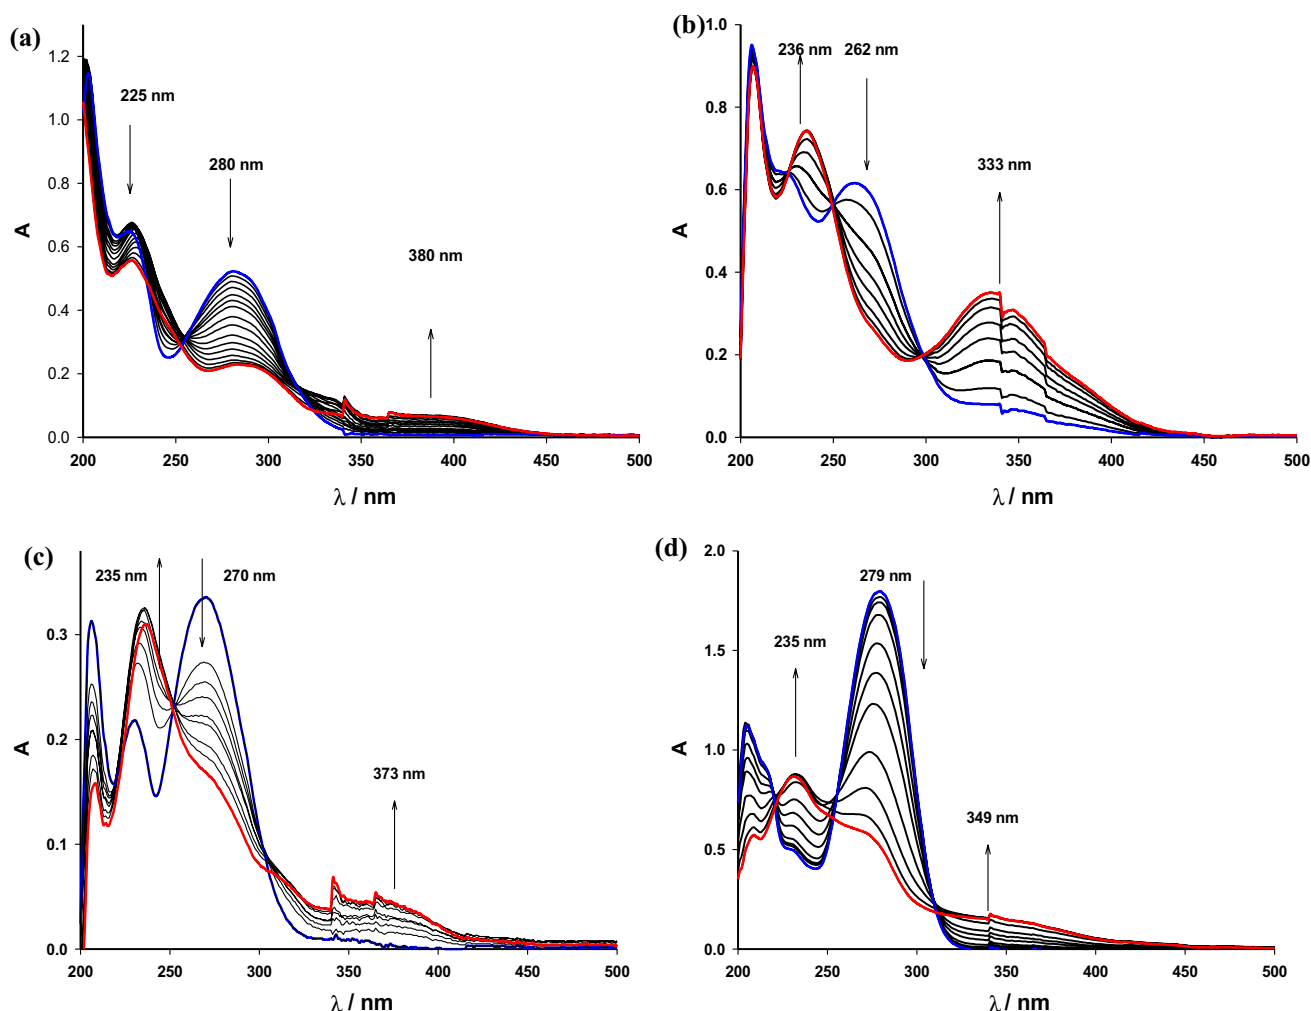 (a)
1.2
1.0
0.8
0.6
0.4
0.2
0.0
A
225 nm
280 nm
380 nm
200 250 300 350 400 450 500
λ / nm
(b)
1.0
0.8
0.6
0.4
0.2
0.0
A
236 nm 262 nm
333 nm
200 250 300 350 400 450 500
λ / nm
(c)
0.3
0.2
0.1
0.0
A
235 nm 270 nm
373 nm
200 250 300 350 400 450 500
λ / nm
(d)
2.0
1.5
1.0
0.5
0.0
A
279 nm
235 nm
349 nm
200 250 300 350 400 450 500
λ / nm